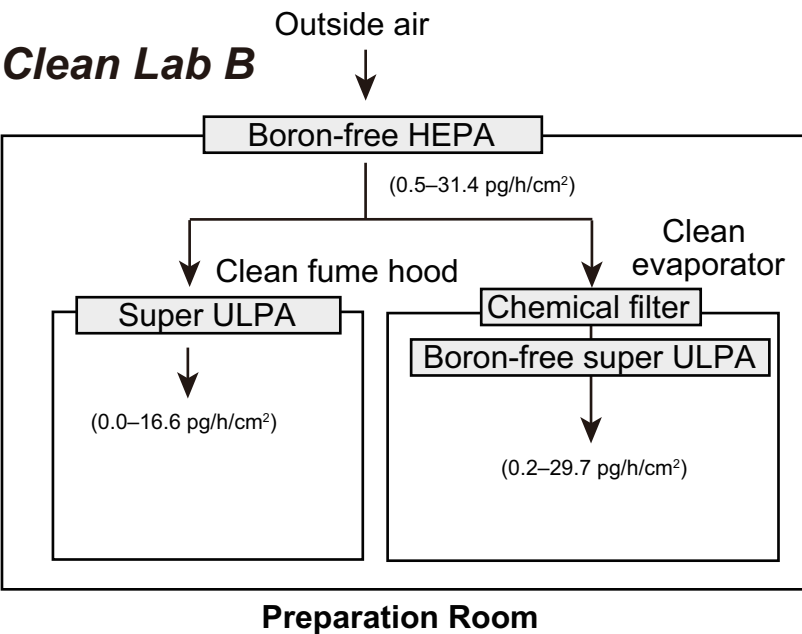 Outside air
Clean Lab B
Boron-free HEPA
(0.5–31.4 pg/h/cm²)
Clean
evaporator
Clean fume hood
Super ULPA
Chemical filter
Boron-free super ULPA
(0.0–16.6 pg/h/cm²)
(0.2–29.7 pg/h/cm²)
Preparation Room